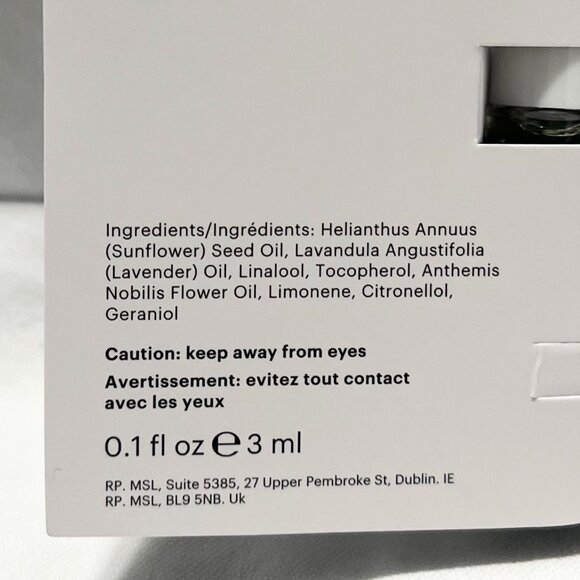 Ingredients/Ingrédients: Helianthus Annuus
(Sunflower) Seed Oil, Lavandula Angustifolia
(Lavender) Oil, Linalool, Tocopherol, Anthemis
Nobilis Flower Oil, Limonene, Citronellol,
Geraniol
Caution: keep away from eyes
Avertissement: evitez tout contact
avec les yeux
0.1 fl oz ℮ 3 ml
RP. MSL, Suite 5385, 27 Upper Pembroke St, Dublin. IE
RP. MSL, BL9 5NB. Uk